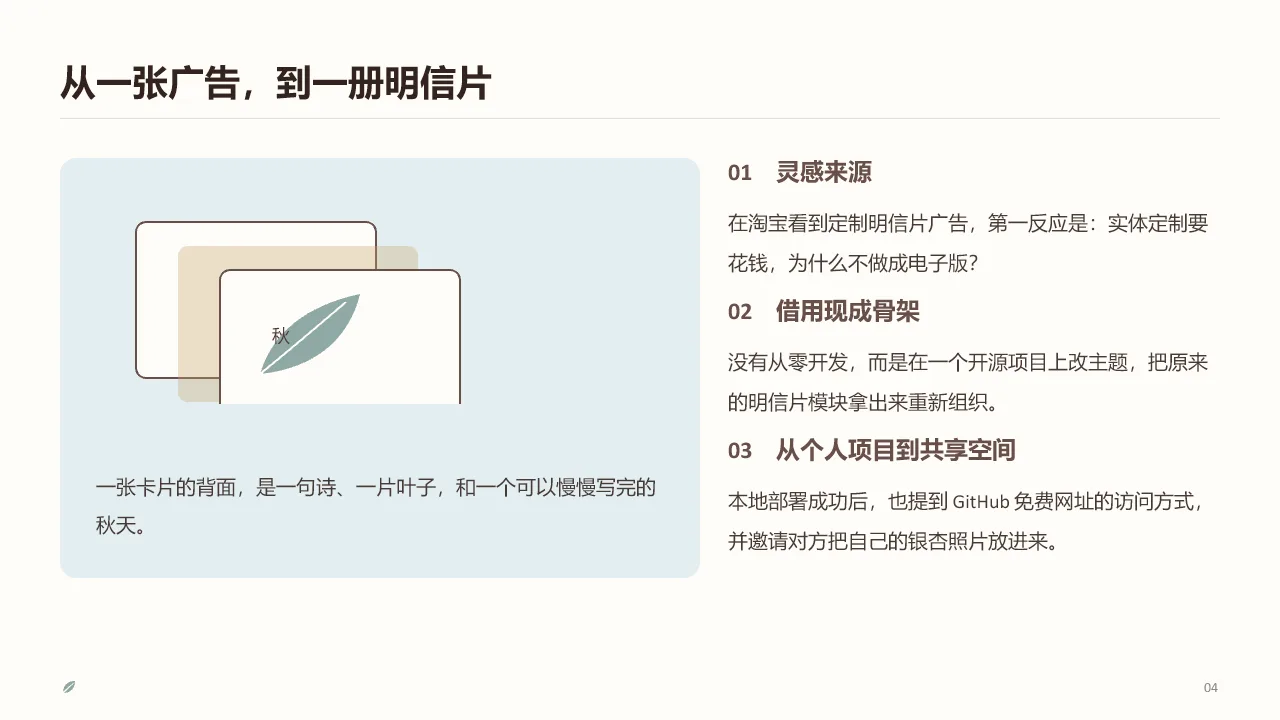 从一张广告，到一册明信片
秋
一张卡片的背面，是一句诗、一片叶子，和一个可以慢慢写完的
秋天。
01 灵感来源
在淘宝看到定制明信片广告，第一反应是：实体定制要
花钱，为什么不做成电子版？
02 借用现成骨架
没有从零开发，而是在一个开源项目上改主题，把原来
的明信片模块拿出来重新组织。
03 从个人项目到共享空间
本地部署成功后，也提到 GitHub 免费网址的访问方式，
并邀请对方把自己的银杏照片放进来。
04